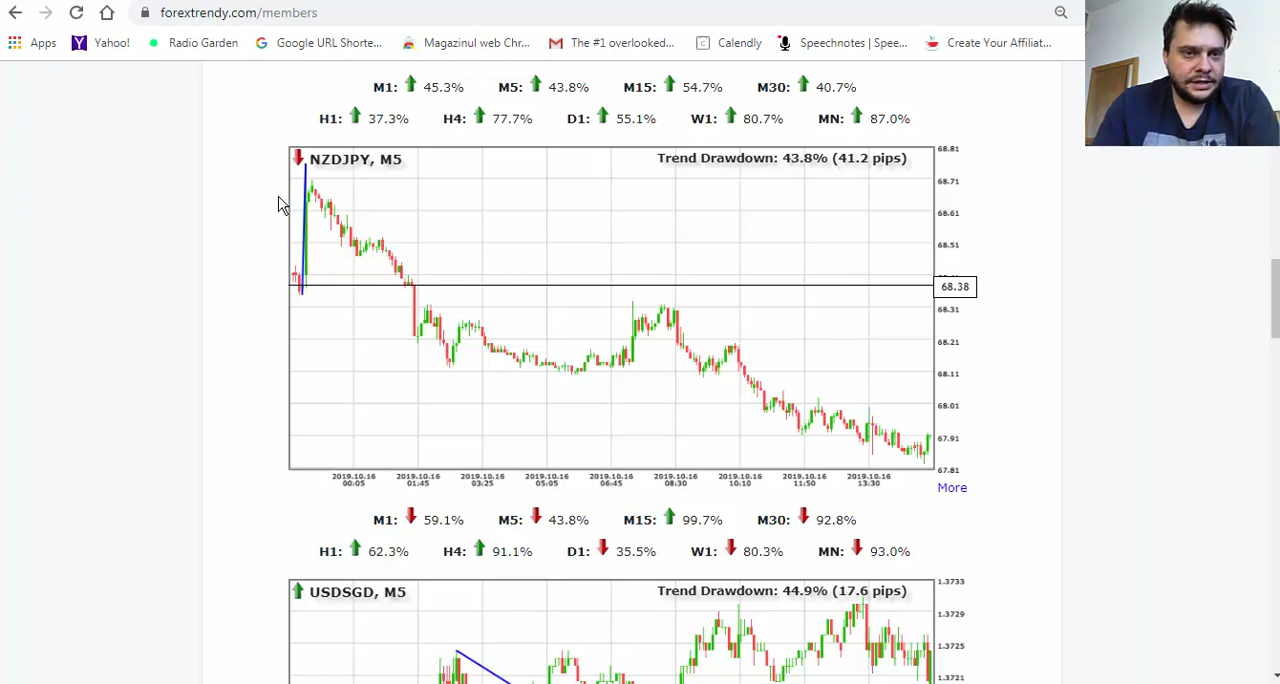 forextrendy.com/members
Apps Yahoo! Radio Garden Google URL Shorte... Magazinul web Chr... The #1 overlooked... Calendly Speechnotes | Spee... Create Your Affiliat...
M1: 45.3% M5: 43.8% M15: 54.7% M30: 40.7%
H1: 37.3% H4: 77.7% D1: 55.1% W1: 80.7% MN: 87.0%
NZDJPY, M5 Trend Drawdown: 43.8% (41.2 pips)
68.81
68.71
68.61
68.51
68.38
68.31
68.21
68.11
68.01
67.91
67.81
2019.10.16 2019.10.16 2019.10.16 2019.10.16 2019.10.16 2019.10.16 2019.10.16 2019.10.16 2019.10.16
00:05 01:45 03:25 05:05 06:45 08:30 10:10 11:50 13:30
More
M1: 59.1% M5: 43.8% M15: 99.7% M30: 92.8%
H1: 62.3% H4: 91.1% D1: 35.5% W1: 80.3% MN: 93.0%
USDSGD, M5 Trend Drawdown: 44.9% (17.6 pips)
1.3733
1.3729
1.3725
1.3721